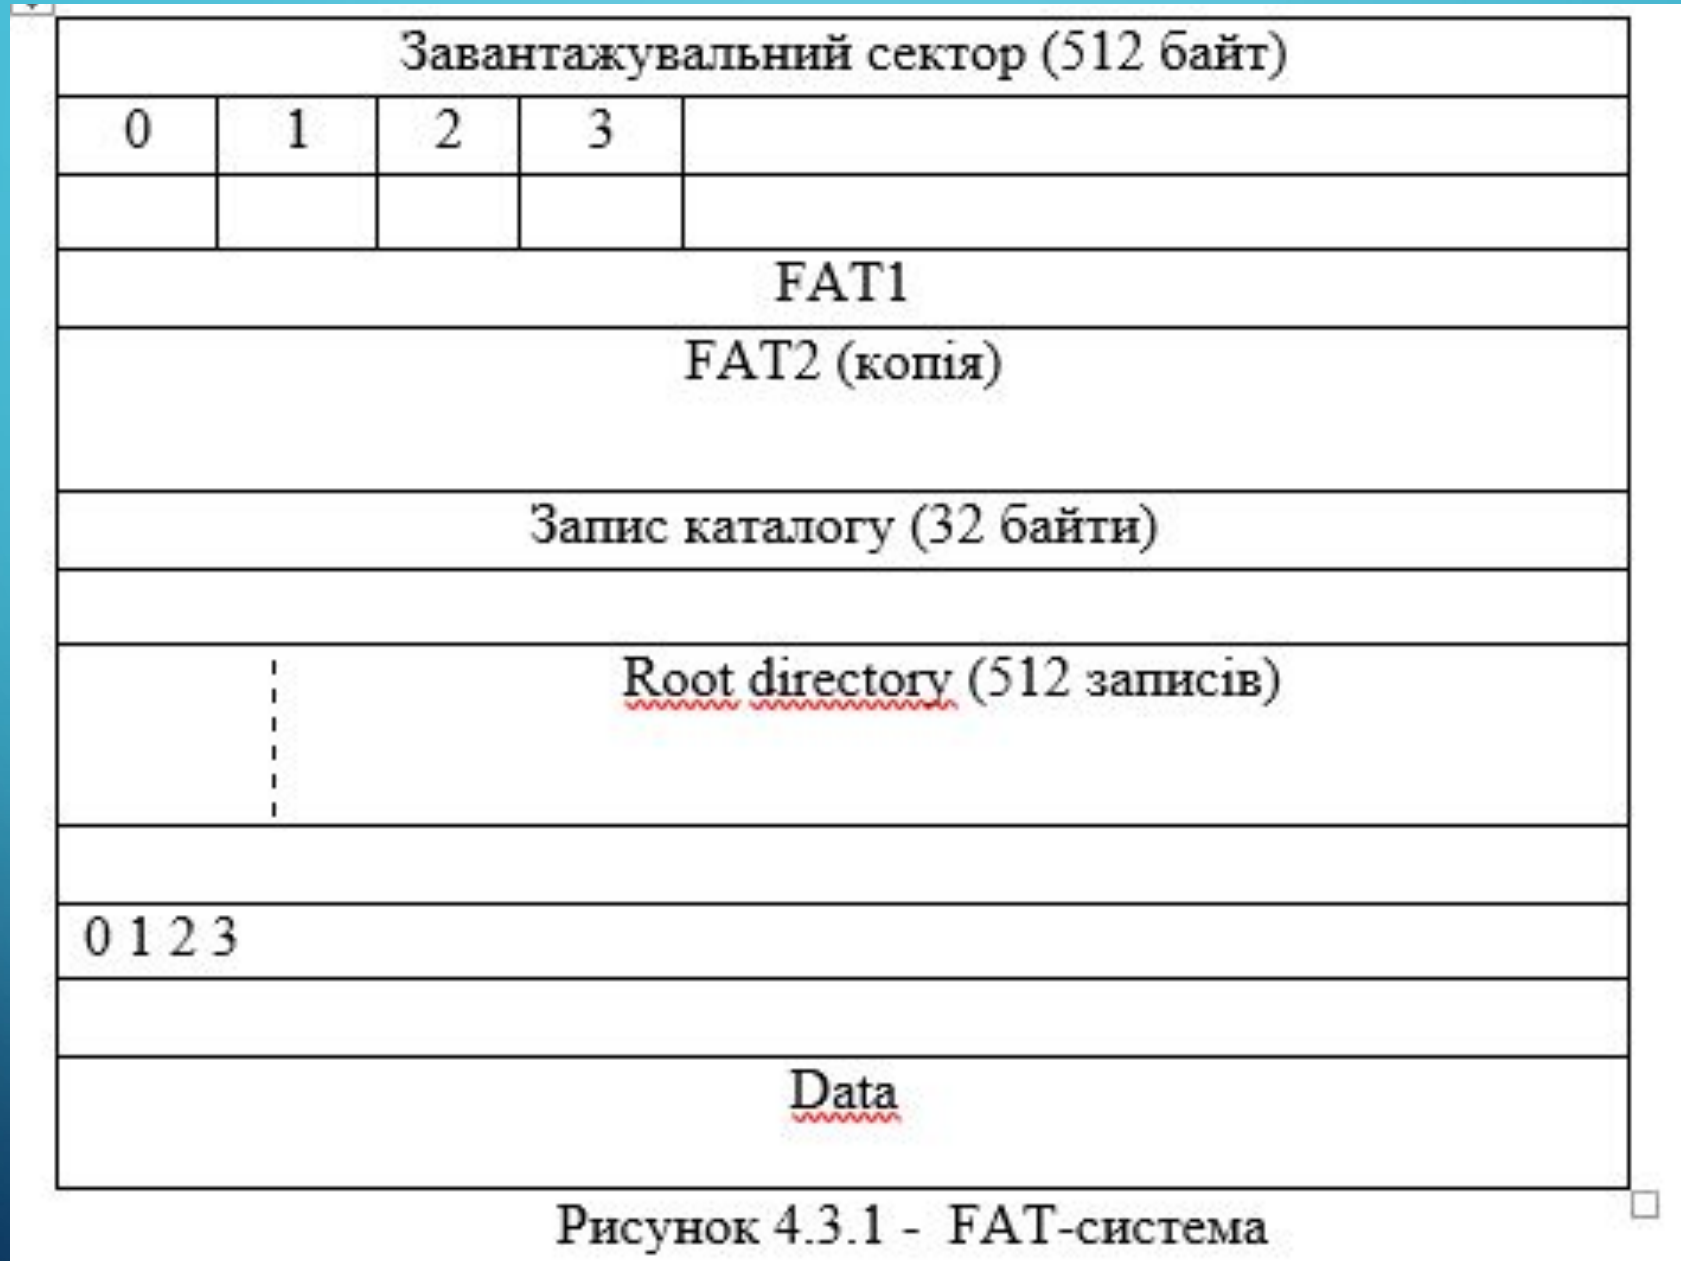 Завантажувальний сектор (512 байт)
0 1 2 3
FAT1
FAT2 (копія)
Запис каталогу (32 байти)
Root directory (512 записів)
0 1 2 3
Data
Рисунок 4.3.1 - FAT-система